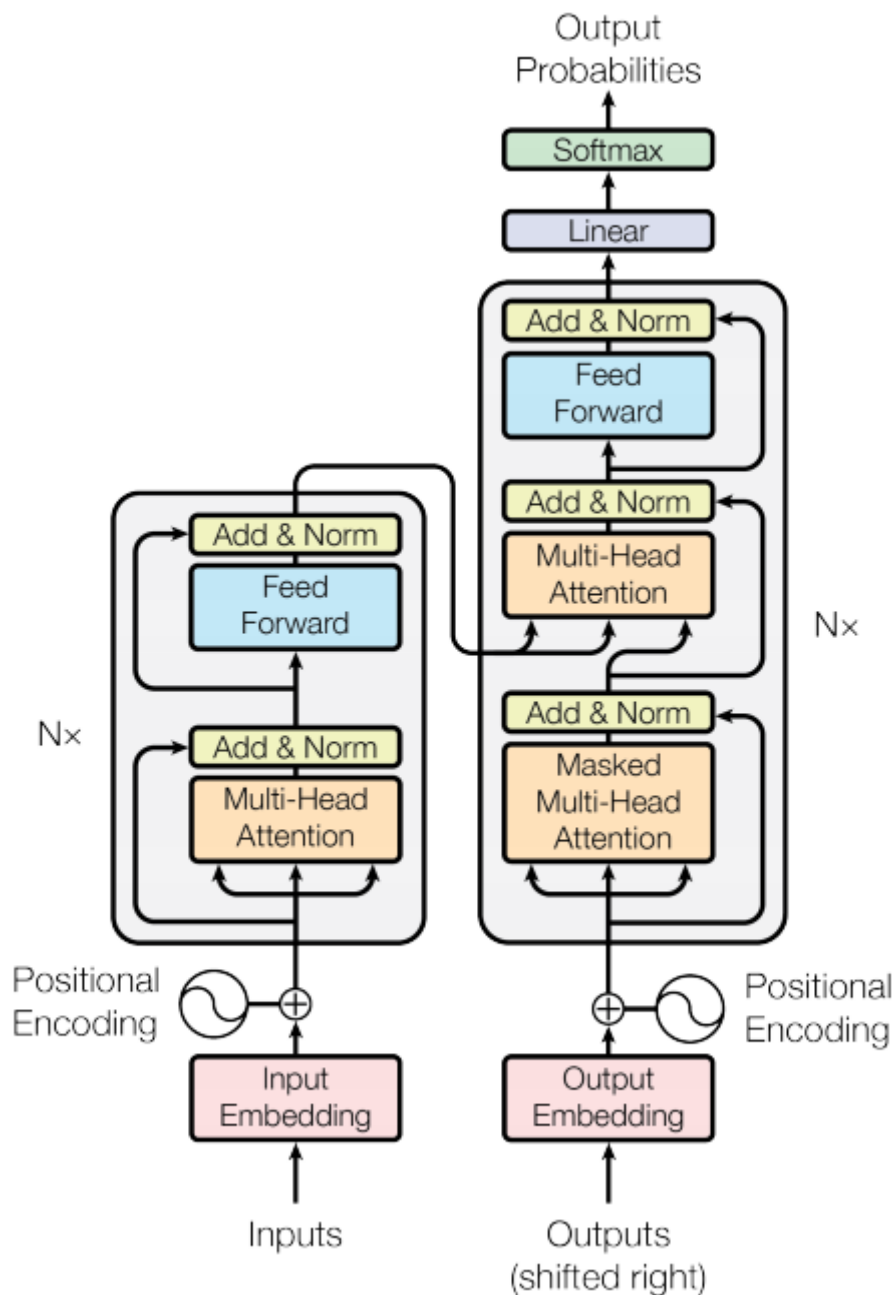 Output
Probabilities
Softmax
Linear
Add & Norm
Feed
Forward
Add & Norm
Multi-Head
Attention
Add & Norm
Masked
Multi-Head
Attention
N×
Add & Norm
Feed
Forward
Add & Norm
Multi-Head
Attention
N×
Positional
Encoding
Positional
Encoding
Input
Embedding
Output
Embedding
Inputs
Outputs
(shifted right)